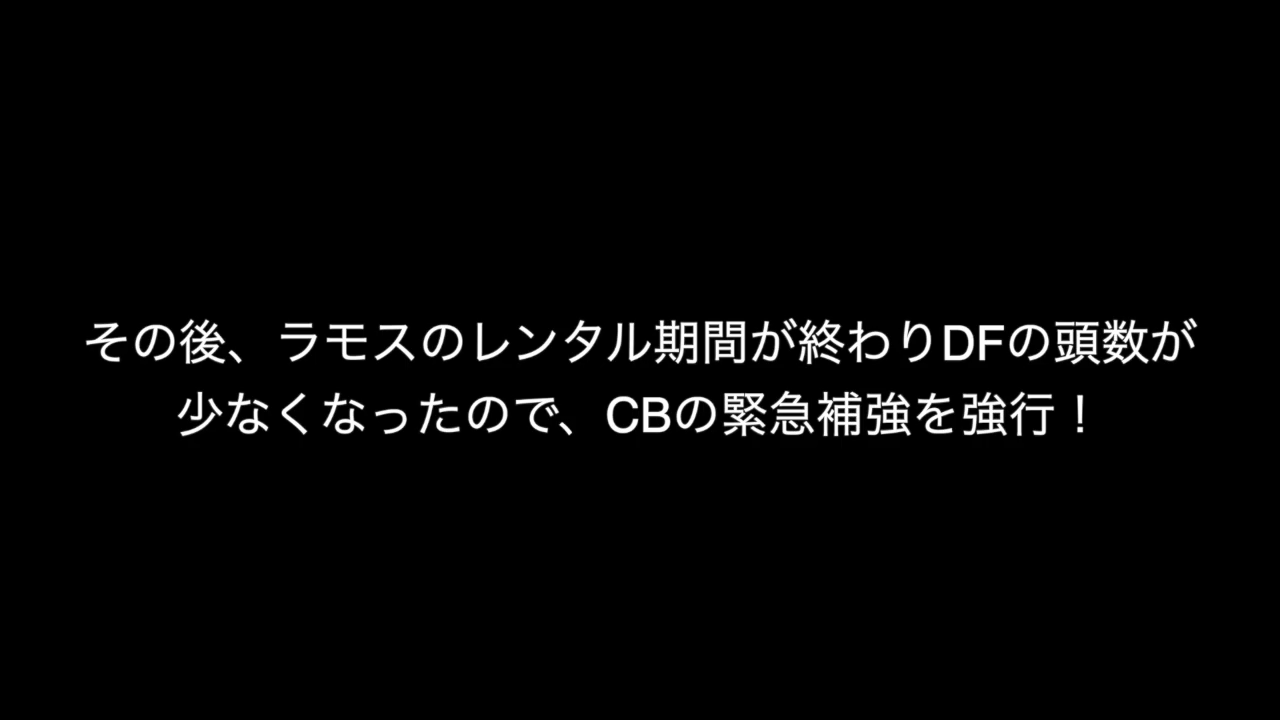 その後、ラモスのレンタル期間が終わりDFの頭数が
少なくなったので、CBの緊急補強を強行！